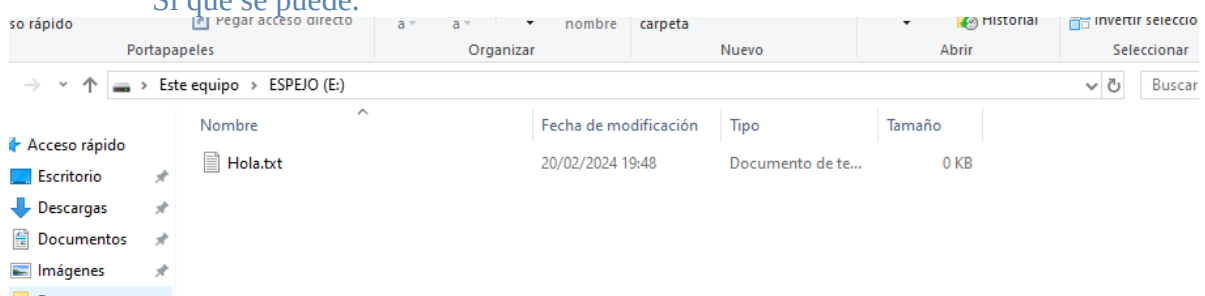 Sí que se puede.
so rápido Pegar acceso directo a a nombre carpeta Historial Invertir selecció
Portapapeles Organizar Nuevo Abrir Seleccionar
Este equipo > ESPEJO (E:) Buscar
Nombre Fecha de modificación Tipo Tamaño
Acceso rápido
Hola.txt 20/02/2024 19:48 Documento de te... 0 KB
Escritorio
Descargas
Documentos
Imágenes